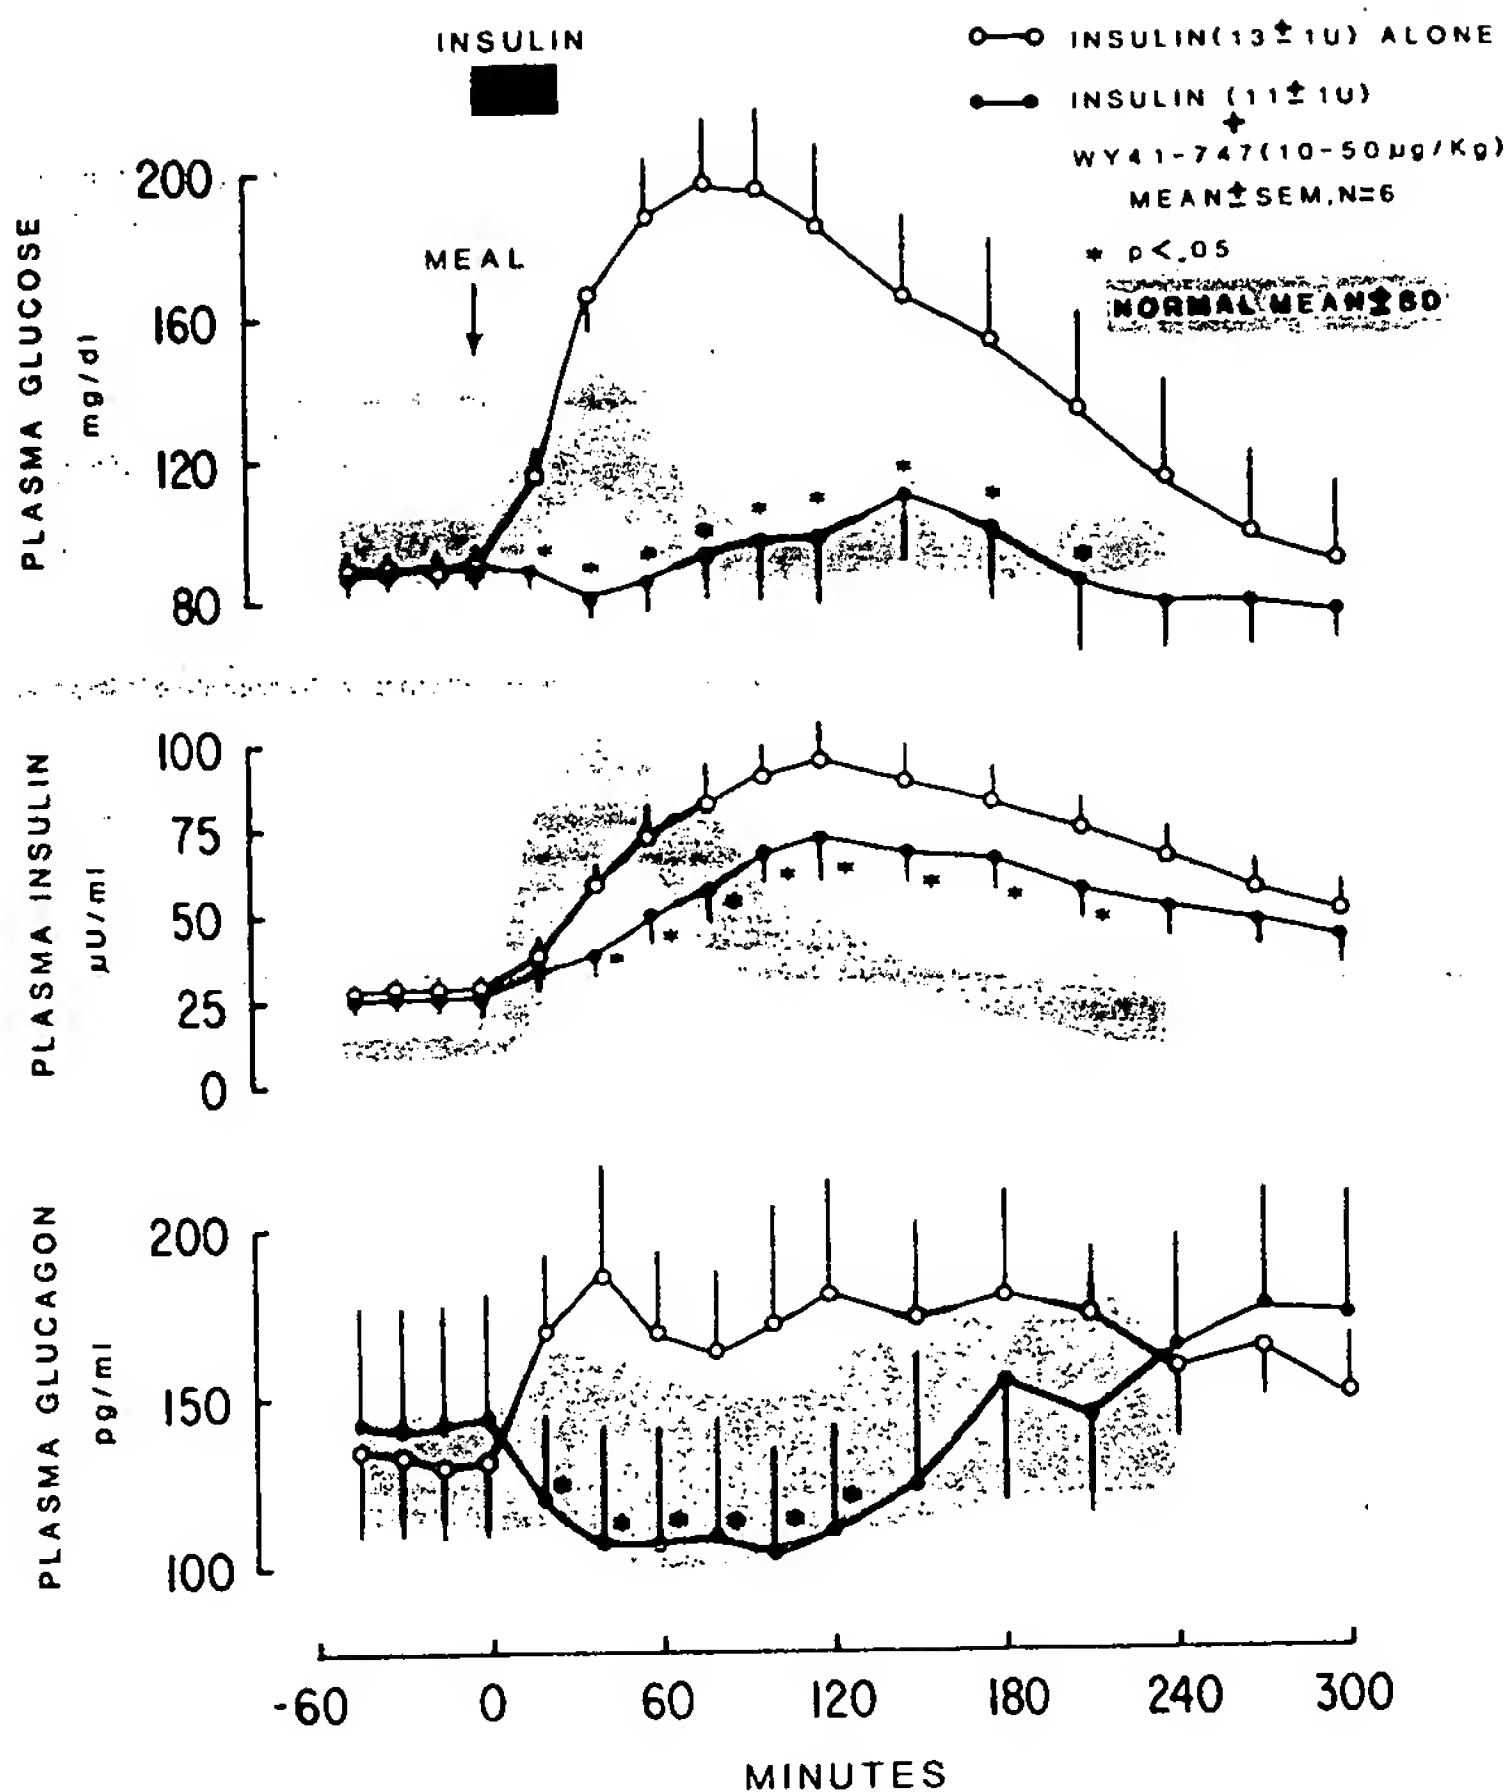 INSULIN
INSULIN(13±1U) ALONE
INSULIN (11±1U)
+
WY41-747(10-50µg/Kg)
MEAN±SEM,N=6
* p<.05
NORMAL MEAN±SD
MEAL
PLASMA GLUCOSE
mg/dl
200
160
120
80
PLASMA INSULIN
µU/ml
100
75
50
25
0
PLASMA GLUCAGON
pg/ml
200
150
100
-60 0 60 120 180 240 300
MINUTES